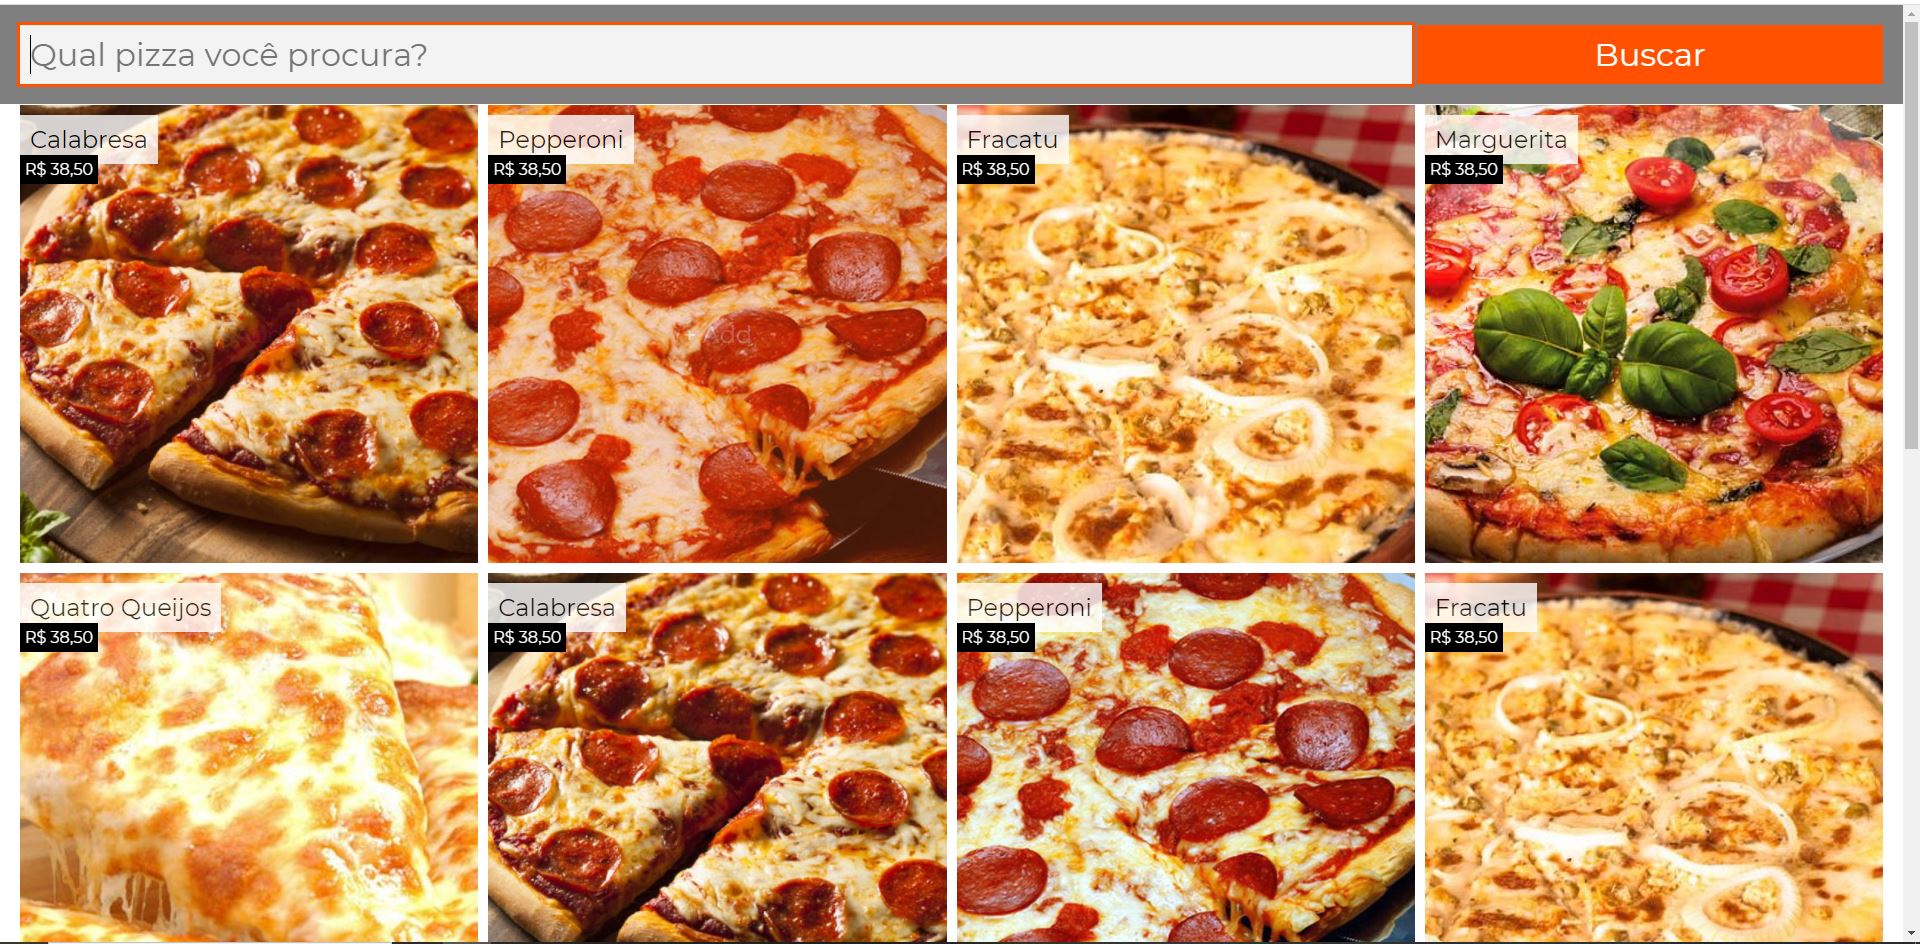 Qual pizza você procura?
Buscar
Calabresa
R$ 38,50
Pepperoni
R$ 38,50
+ Add
Fracatu
R$ 38,50
Marguerita
R$ 38,50
Quatro Queijos
R$ 38,50
Calabresa
R$ 38,50
Pepperoni
R$ 38,50
Fracatu
R$ 38,50